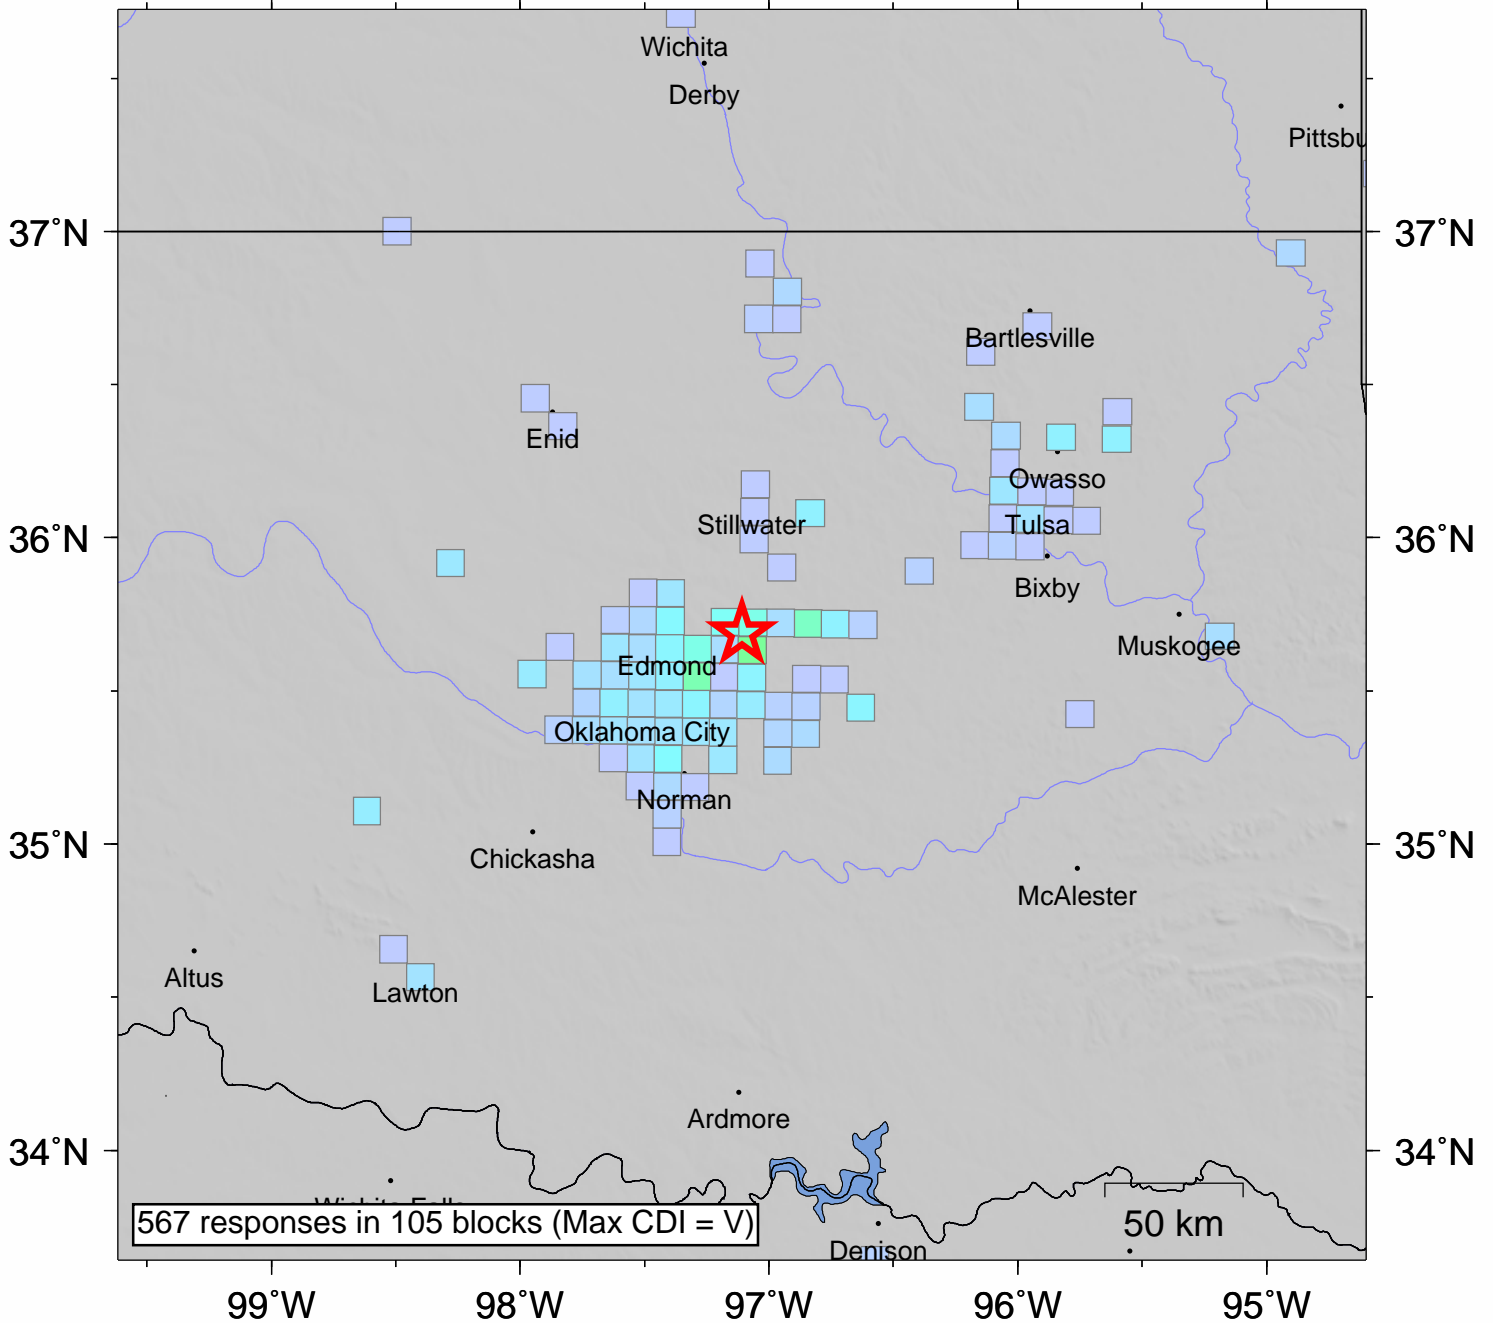 Wichita
Derby
Pittsbu
37°N
37°N
Bartlesville
Enid
Owasso
Stillwater
Tulsa
36°N
36°N
Bixby
Muskogee
Edmond
Oklahoma City
Norman
35°N
35°N
Chickasha
McAlester
Altus
Lawton
Ardmore
34°N
34°N
Wichita Falls
567 responses in 105 blocks (Max CDI = V)
50 km
Denison
99°W 98°W 97°W 96°W 95°W